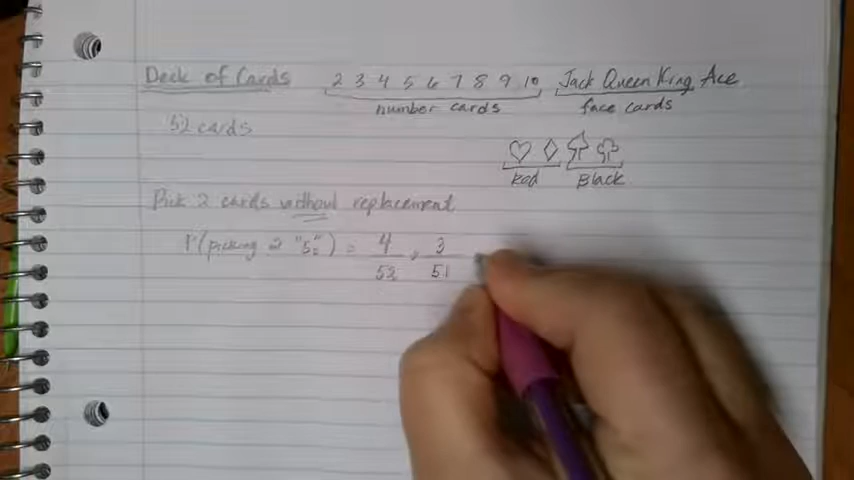 Deck of Cards 2 3 4 5 6 7 8 9 10 Jack Queen King Ace
number cards face cards
52 cards
Red Black
Pick 2 cards without replacement
P(picking 2 "5s") = 4/52 · 3/51